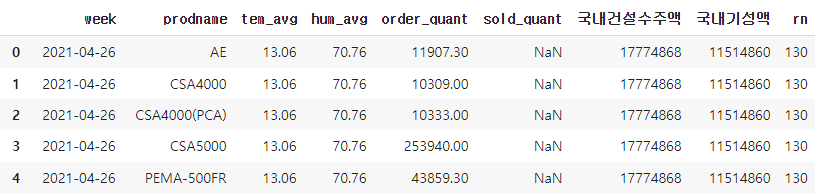 week prodname tem_avg hum_avg order_quant sold_quant 국내건설수주액 국내기성액 rn
0 2021-04-26 AE 13.06 70.76 11907.30 NaN 17774868 11514860 130
1 2021-04-26 CSA4000 13.06 70.76 10309.00 NaN 17774868 11514860 130
2 2021-04-26 CSA4000(PCA) 13.06 70.76 10333.00 NaN 17774868 11514860 130
3 2021-04-26 CSA5000 13.06 70.76 253940.00 NaN 17774868 11514860 130
4 2021-04-26 PEMA-500FR 13.06 70.76 43859.30 NaN 17774868 11514860 130